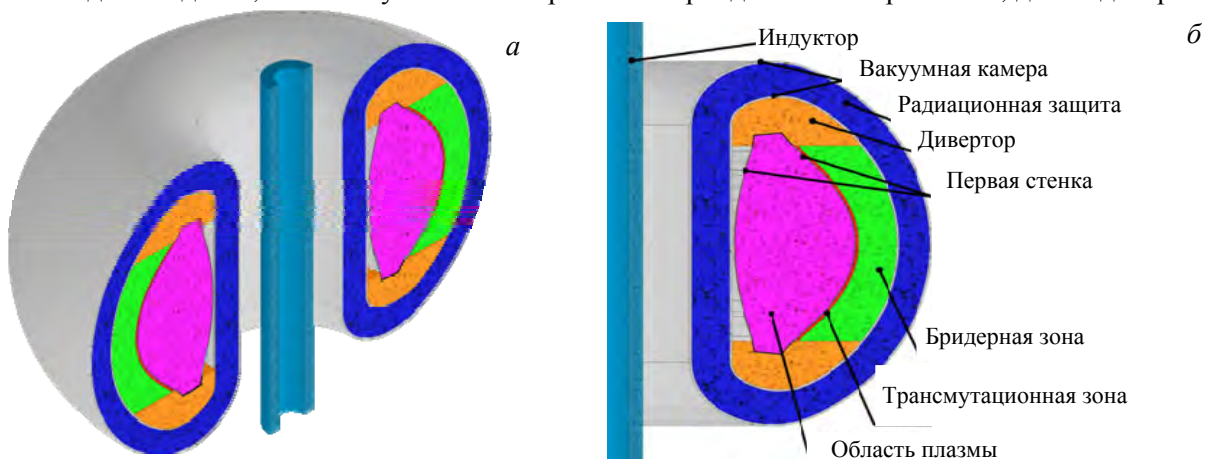 а
б
Индуктор
Вакуумная камера
Радиационная защита
Дивертор
Первая стенка
Бридерная зона
Трансмутационная зона
Область плазмы